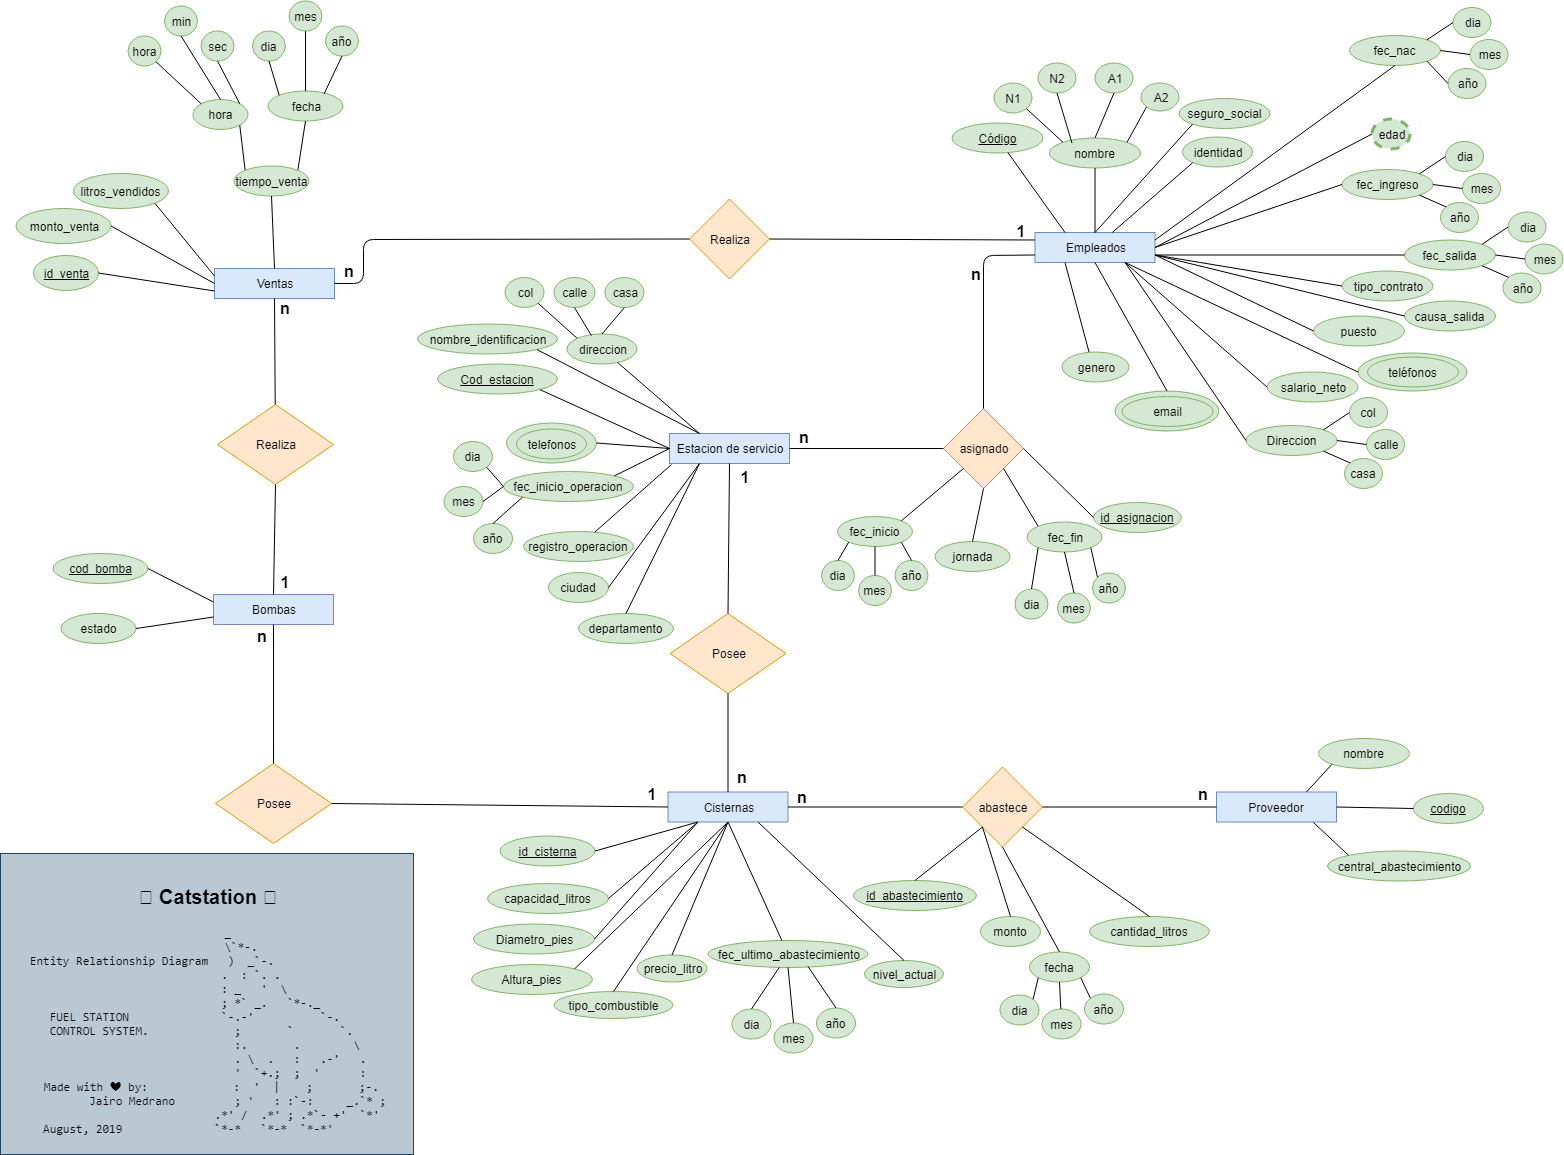 min
mes
hora
sec
dia
año
hora
fecha
tiempo_venta
litros_vendidos
monto_venta
id_venta
Ventas
n
n
Realiza
1
Empleados
n
Código
N1
N2
A1
A2
nombre
seguro_social
identidad
fec_nac
dia
mes
año
edad
fec_ingreso
dia
mes
año
fec_salida
dia
mes
año
tipo_contrato
causa_salida
puesto
teléfonos
salario_neto
Direccion
col
calle
casa
genero
email
col
calle
casa
direccion
nombre_identificacion
Cod_estacion
telefonos
fec_inicio_operacion
dia
mes
año
registro_operacion
ciudad
departamento
Estacion de servicio
n
1
asignado
fec_inicio
dia
mes
año
jornada
fec_fin
dia
mes
año
id_asignacion
Realiza
1
cod_bomba
estado
Bombas
n
Posee
Posee
n
1
Cisternas
n
abastece
n
Proveedor
nombre
codigo
central_abastecimiento
id_cisterna
capacidad_litros
Diametro_pies
Altura_pies
tipo_combustible
precio_litro
fec_ultimo_abastecimiento
dia
mes
año
nivel_actual
id_abastecimiento
monto
fecha
dia
mes
año
cantidad_litros
Catstation
Entity Relationship Diagram
FUEL STATION
CONTROL SYSTEM.
Made with ♥ by:
Jairo Medrano
August, 2019